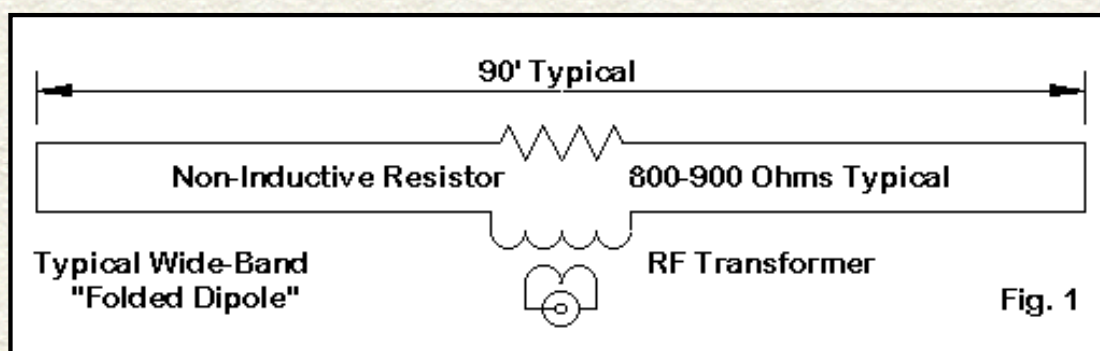 90' Typical
Non-Inductive Resistor 800-900 Ohms Typical
Typical Wide-Band
"Folded Dipole"
RF Transformer
Fig. 1